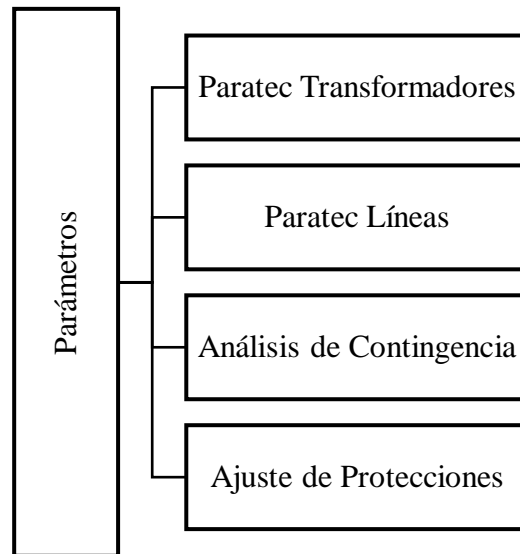 Parámetros
Paratec Transformadores
Paratec Líneas
Análisis de Contingencia
Ajuste de Protecciones